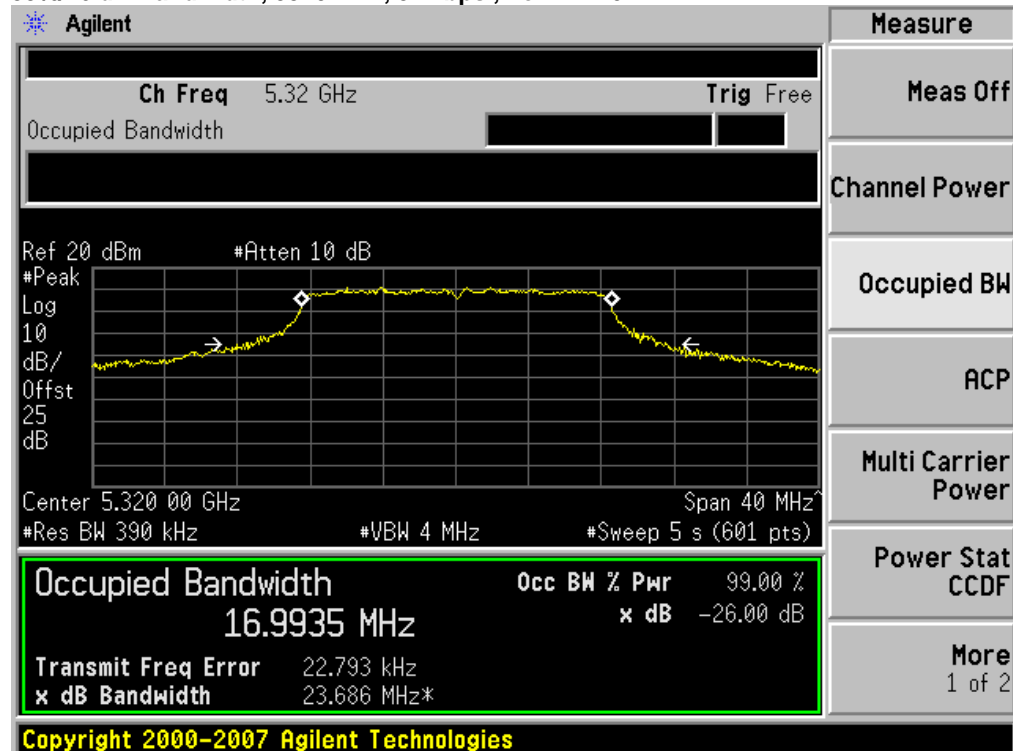 Agilent
Measure
Ch Freq 5.32 GHz Trig Free
Occupied Bandwidth
Meas Off
Channel Power
Occupied BW
ACP
Multi Carrier
Power
Power Stat
CCDF
More
1 of 2
Ref 20 dBm #Atten 10 dB
#Peak
Log
10
dB/
Offst
25
dB
Center 5.320 00 GHz Span 40 MHz^
#Res BW 390 kHz #VBW 4 MHz #Sweep 5 s (601 pts)
Occupied Bandwidth Occ BW % Pwr 99.00 %
16.9935 MHz x dB -26.00 dB
Transmit Freq Error 22.793 kHz
x dB Bandwidth 23.686 MHz*
Copyright 2000-2007 Agilent Technologies